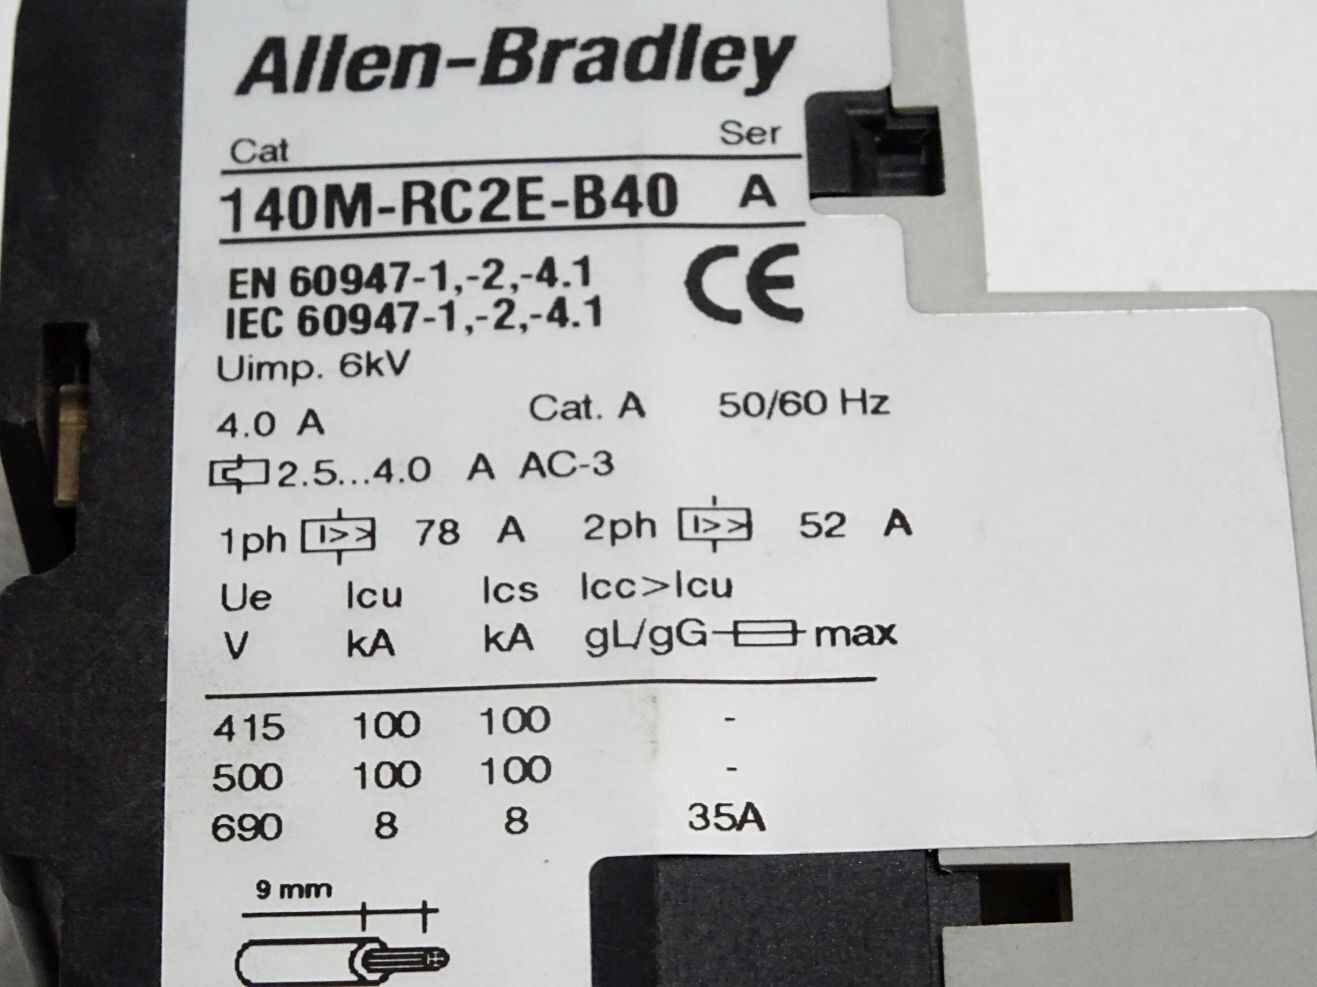 Allen-Bradley
Cat Ser
140M-RC2E-B40 A
EN 60947-1,-2,-4.1
IEC 60947-1,-2,-4.1
CE
Uimp. 6kV
4.0 A Cat. A 50/60 Hz
2.5...4.0 A AC-3
1ph I>> 78 A 2ph I>> 52 A
Ue Icu Ics Icc>Icu
V kA kA gL/gG max
415 100 100 -
500 100 100 -
690 8 8 35A
9 mm